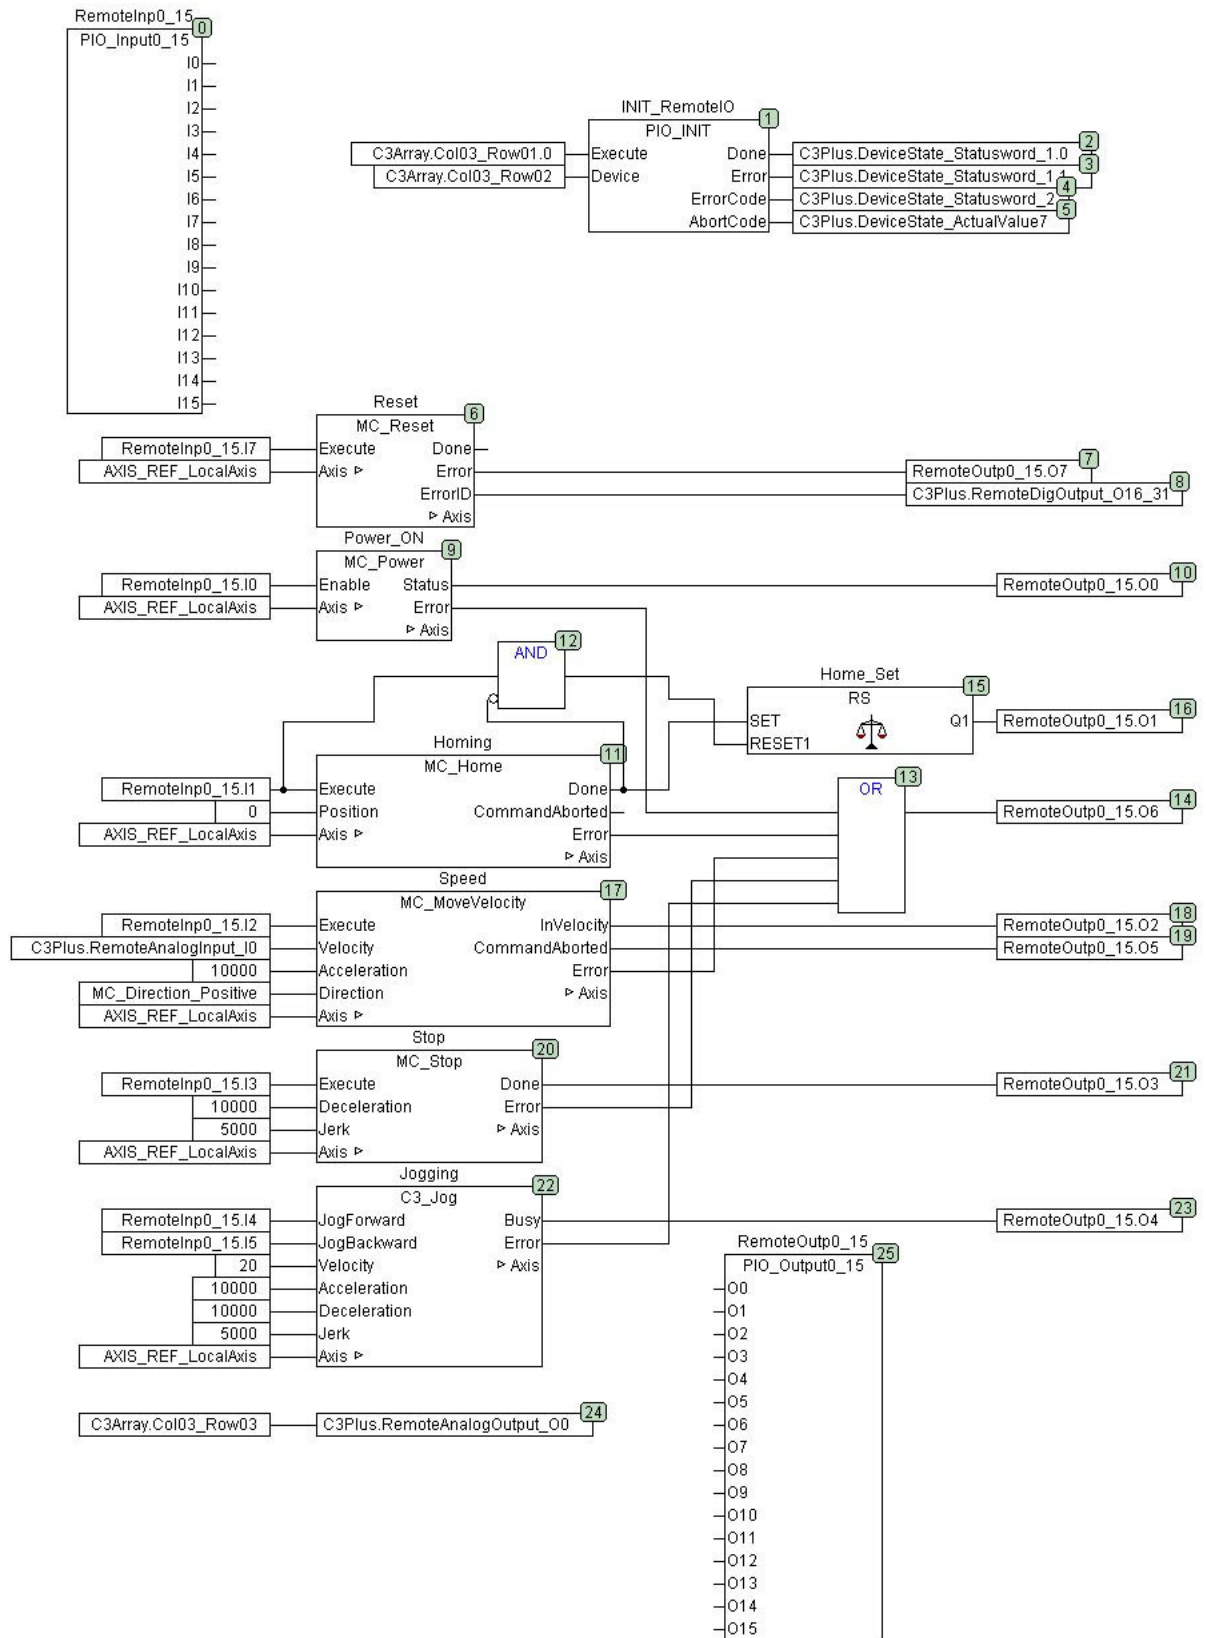 RemoteInp0_15
0
PIO_Input0_15
I0
I1
I2
I3
I4
I5
I6
I7
I8
I9
I10
I11
I12
I13
I14
I15
INIT_RemoteIO
1
PIO_INIT
C3Array.Col03_Row01.0 Execute Done C3Plus.DeviceState_Statusword_1.0 2
C3Array.Col03_Row02 Device Error C3Plus.DeviceState_Statusword_1.1 3
ErrorCode C3Plus.DeviceState_Statusword_2 4
AbortCode C3Plus.DeviceState_ActualValue7 5
Reset
6
MC_Reset
RemoteInp0_15.I7 Execute Done
AXIS_REF_LocalAxis Axis Error RemoteOutp0_15.O7 7
ErrorID C3Plus.RemoteDigOutput_O16_31 8
Axis
Power_ON
9
MC_Power
RemoteInp0_15.I0 Enable Status RemoteOutp0_15.O0 10
AXIS_REF_LocalAxis Axis Error
Axis
AND 12
Home_Set
15
RS
SET Q1 RemoteOutp0_15.O1 16
RESET1
Homing
11
MC_Home
RemoteInp0_15.I1 Execute Done
0 Position CommandAborted
AXIS_REF_LocalAxis Axis Error
Axis
OR 13
RemoteOutp0_15.O6 14
Speed
17
MC_MoveVelocity
RemoteInp0_15.I2 Execute InVelocity RemoteOutp0_15.O2 18
C3Plus.RemoteAnalogInput_I0 Velocity CommandAborted RemoteOutp0_15.O5 19
10000 Acceleration Error
MC_Direction_Positive Direction Axis
AXIS_REF_LocalAxis Axis
Stop
20
MC_Stop
RemoteInp0_15.I3 Execute Done RemoteOutp0_15.O3 21
10000 Deceleration Error
5000 Jerk Axis
AXIS_REF_LocalAxis Axis
Jogging
22
C3_Jog
RemoteInp0_15.I4 JogForward Busy RemoteOutp0_15.O4 23
RemoteInp0_15.I5 JogBackward Error
20 Velocity Axis
10000 Acceleration
10000 Deceleration
5000 Jerk
AXIS_REF_LocalAxis Axis
C3Array.Col03_Row03 C3Plus.RemoteAnalogOutput_O0 24
RemoteOutp0_15
25
PIO_Output0_15
O0
O1
O2
O3
O4
O5
O6
O7
O8
O9
O10
O11
O12
O13
O14
O15